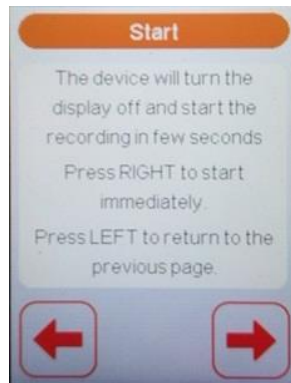 Start
The device will turn the
display off and start the
recording in few seconds
Press RIGHT to start
immediately.
Press LEFT to return to the
previous page.